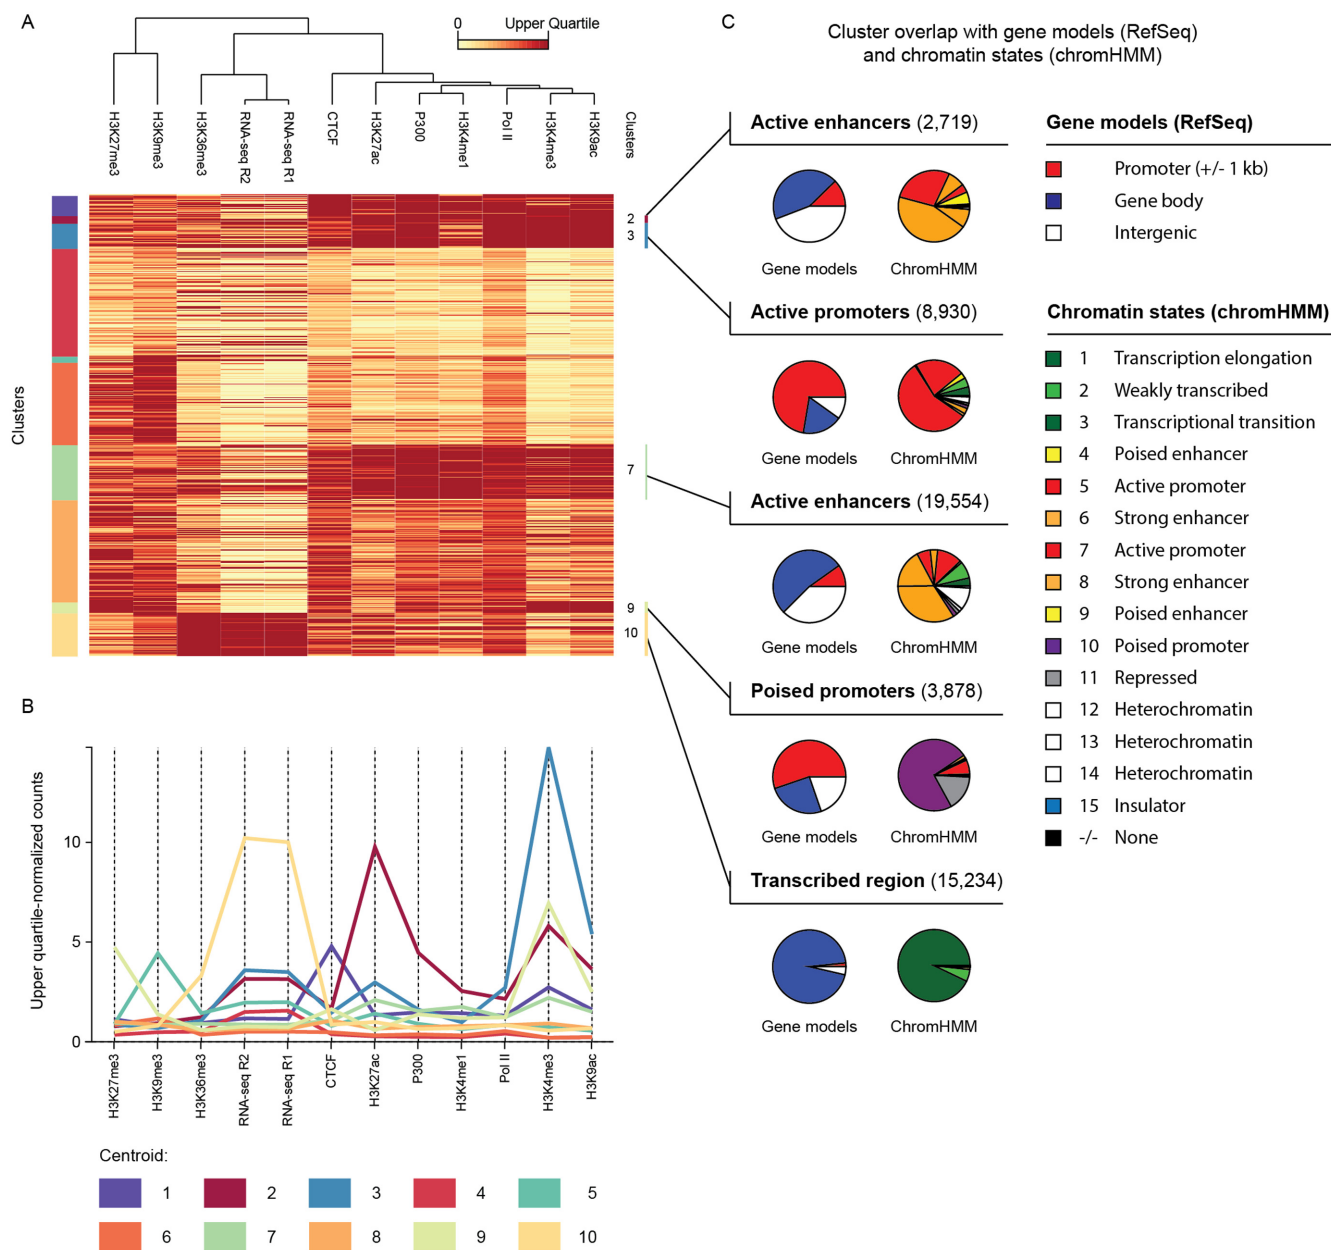 A
0 Upper Quartile
H3K27me3
H3K9me3
H3K36me3
RNA-seq R2
RNA-seq R1
CTCF
H3K27ac
P300
H3K4me1
Pol II
H3K4me3
H3K9ac
Clusters
Clusters
2
3
7
9
10
B
Upper quartile-normalized counts
10
5
0
H3K27me3
H3K9me3
H3K36me3
RNA-seq R2
RNA-seq R1
CTCF
H3K27ac
P300
H3K4me1
Pol II
H3K4me3
H3K9ac
Centroid:
1 2 3 4 5
6 7 8 9 10
C
Cluster overlap with gene models (RefSeq)
and chromatin states (chromHMM)
Active enhancers (2,719)
Gene models ChromHMM
Active promoters (8,930)
Gene models ChromHMM
Active enhancers (19,554)
Gene models ChromHMM
Poised promoters (3,878)
Gene models ChromHMM
Transcribed region (15,234)
Gene models ChromHMM
Gene models (RefSeq)
Promoter (+/- 1 kb)
Gene body
Intergenic
Chromatin states (chromHMM)
1 Transcription elongation
2 Weakly transcribed
3 Transcriptional transition
4 Poised enhancer
5 Active promoter
6 Strong enhancer
7 Active promoter
8 Strong enhancer
9 Poised enhancer
10 Poised promoter
11 Repressed
12 Heterochromatin
13 Heterochromatin
14 Heterochromatin
15 Insulator
-/- None